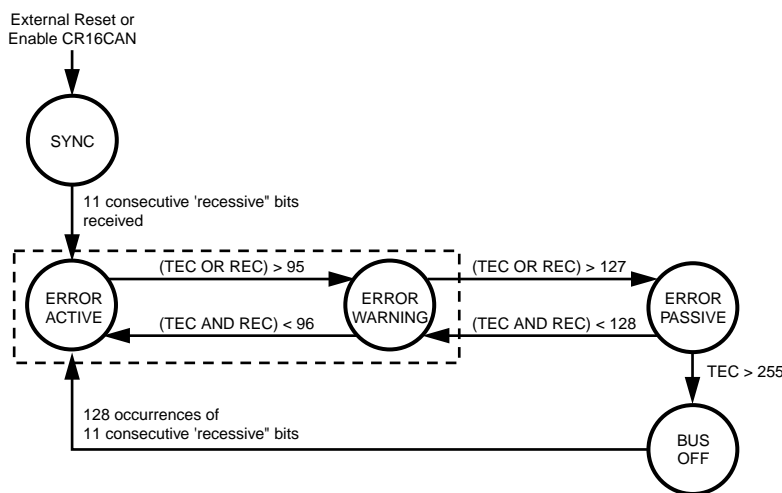 External Reset or
Enable CR16CAN
SYNC
11 consecutive 'recessive" bits
received
(TEC OR REC) > 95
(TEC OR REC) > 127
ERROR
ACTIVE
ERROR
WARNING
ERROR
PASSIVE
(TEC AND REC) < 96
(TEC AND REC) < 128
TEC > 255
128 occurrences of
11 consecutive 'recessive" bits
BUS
OFF